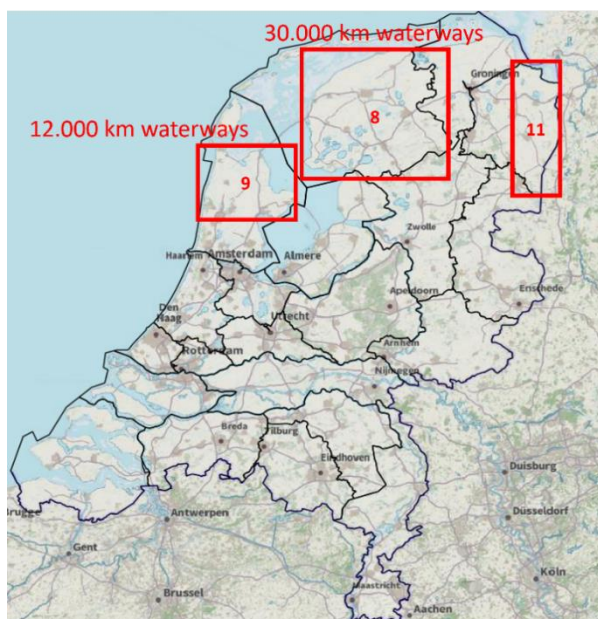 30.000 km waterways
Groningen
8
11
12.000 km waterways
9
Zwolle
Haarlem
Amsterdam
Almere
Apeldoorn
Enschede
Den
Haag
Utrecht
Rotterdam
Arnhem
Nijmegen
Breda
Tilburg
Eindhoven
Duisburg
Brugge
Antwerpen
Düsseldorf
Gent
Köln
Brussel
Maastricht
Aachen